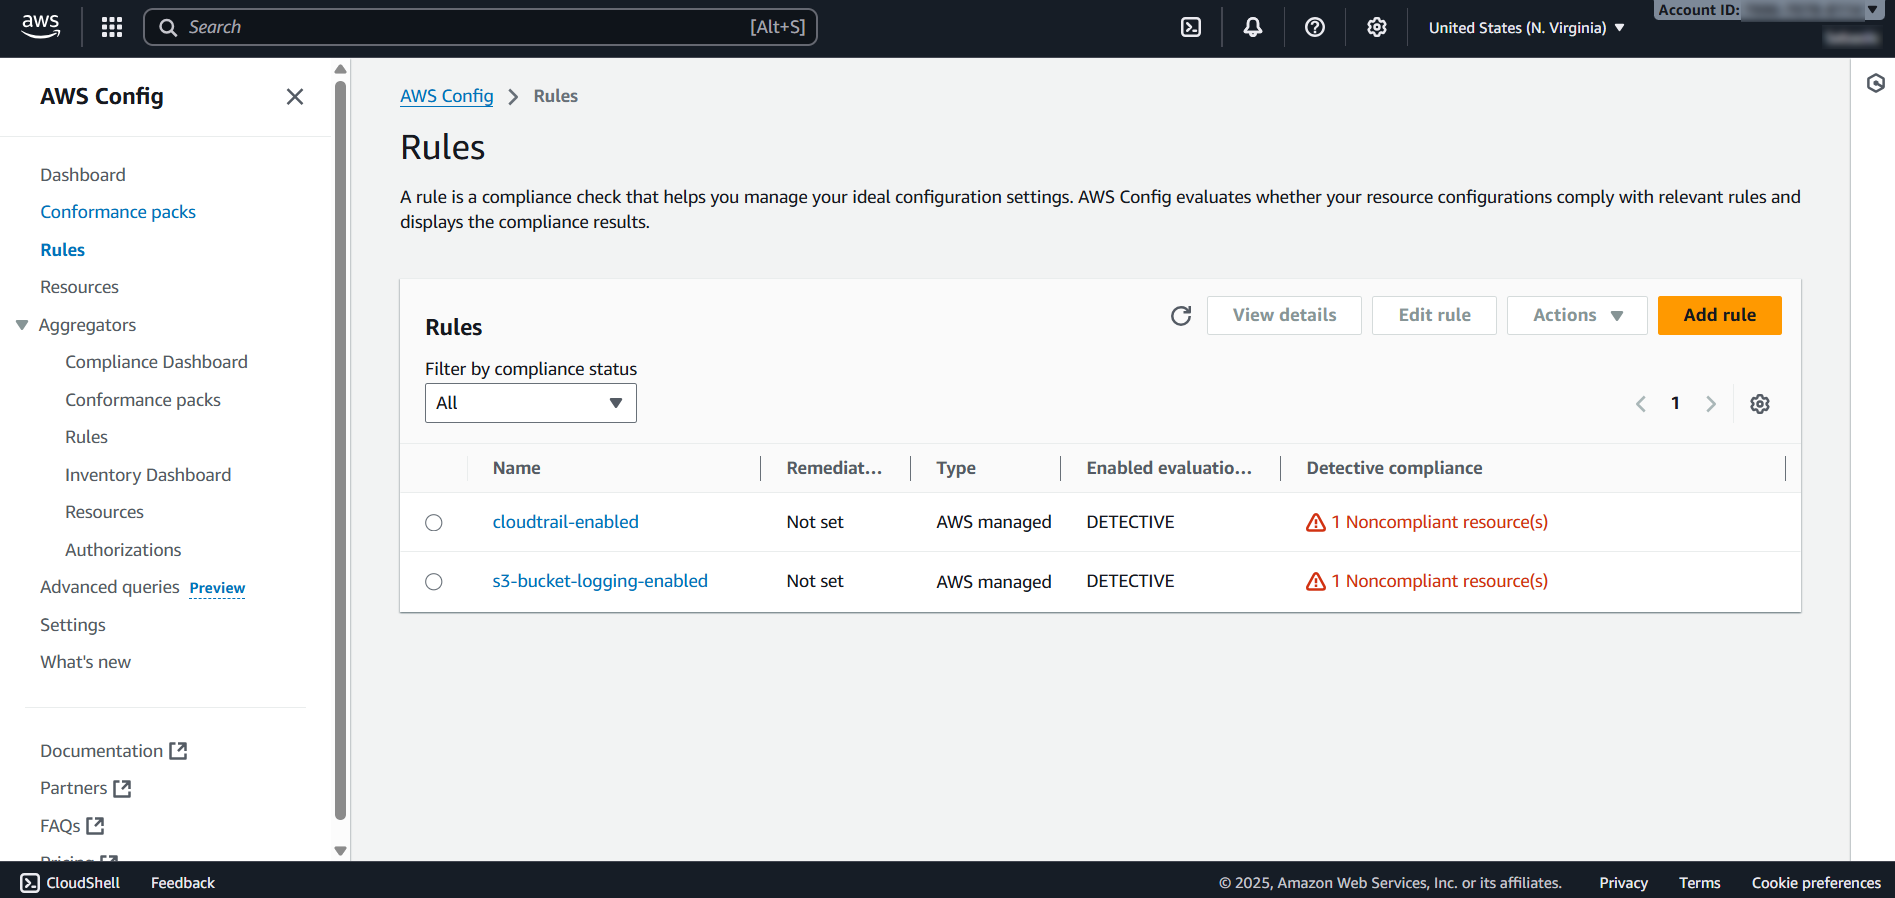 aws
Search
[Alt+S]
United States (N. Virginia)
Account ID:
AWS Config
Dashboard
Conformance packs
Rules
Resources
Aggregators
Compliance Dashboard
Conformance packs
Rules
Inventory Dashboard
Resources
Authorizations
Advanced queries Preview
Settings
What's new
Documentation
Partners
FAQs
Pricing
AWS Config > Rules
Rules
A rule is a compliance check that helps you manage your ideal configuration settings. AWS Config evaluates whether your resource configurations comply with relevant rules and
displays the compliance results.
Rules
View details
Edit rule
Actions
Add rule
Filter by compliance status
All
1
Name Remediat... Type Enabled evaluatio... Detective compliance
cloudtrail-enabled Not set AWS managed DETECTIVE 1 Noncompliant resource(s)
s3-bucket-logging-enabled Not set AWS managed DETECTIVE 1 Noncompliant resource(s)
CloudShell Feedback © 2025, Amazon Web Services, Inc. or its affiliates. Privacy Terms Cookie preferences